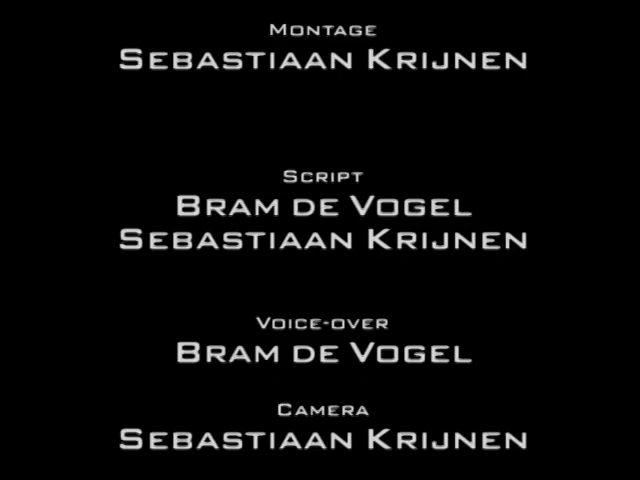 Montage
Sebastiaan Krijnen
Script
Bram de Vogel
Sebastiaan Krijnen
Voice-over
Bram de Vogel
Camera
Sebastiaan Krijnen